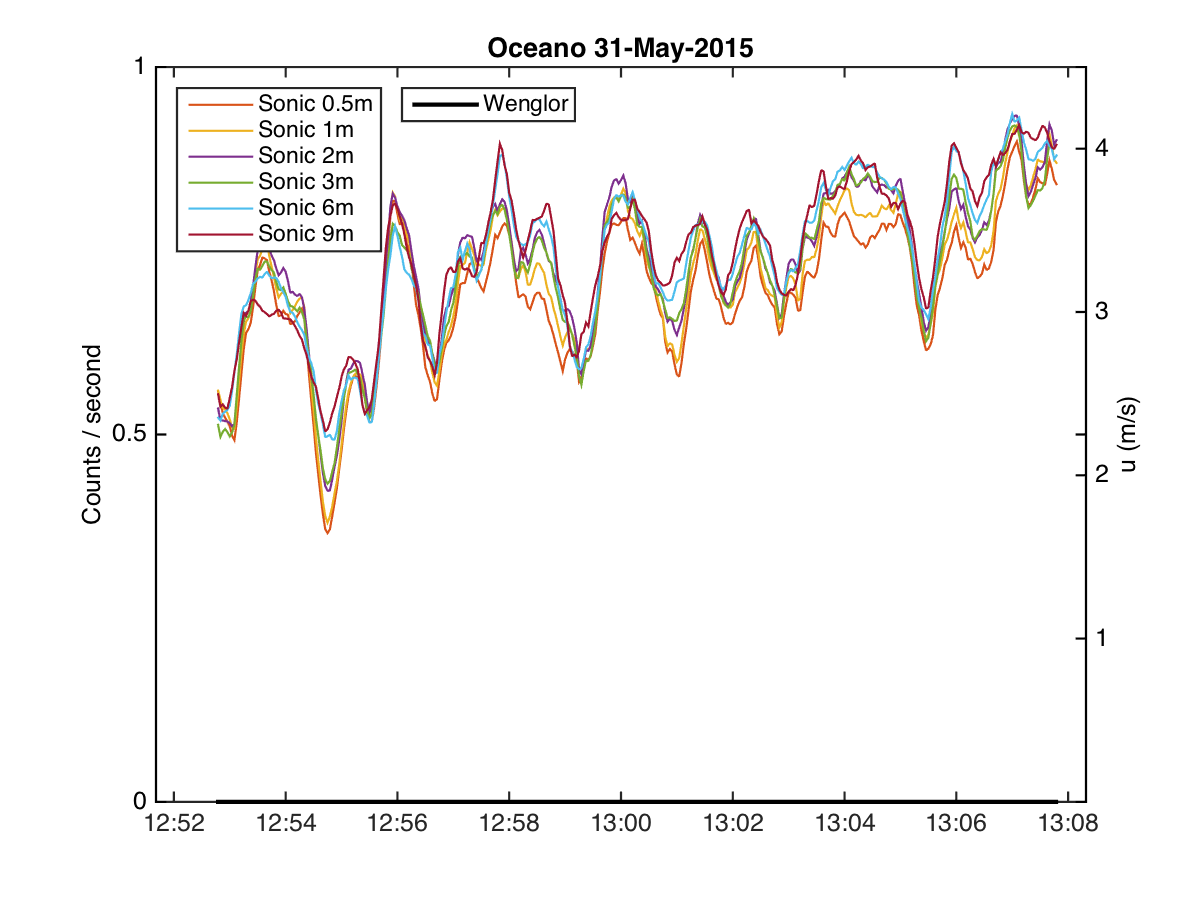 Oceano 31-May-2015
Sonic 0.5m
Sonic 1m
Sonic 2m
Sonic 3m
Sonic 6m
Sonic 9m
Wenglor
Counts / second
1
0.5
0
u (m/s)
4
3
2
1
12:52 12:54 12:56 12:58 13:00 13:02 13:04 13:06 13:08